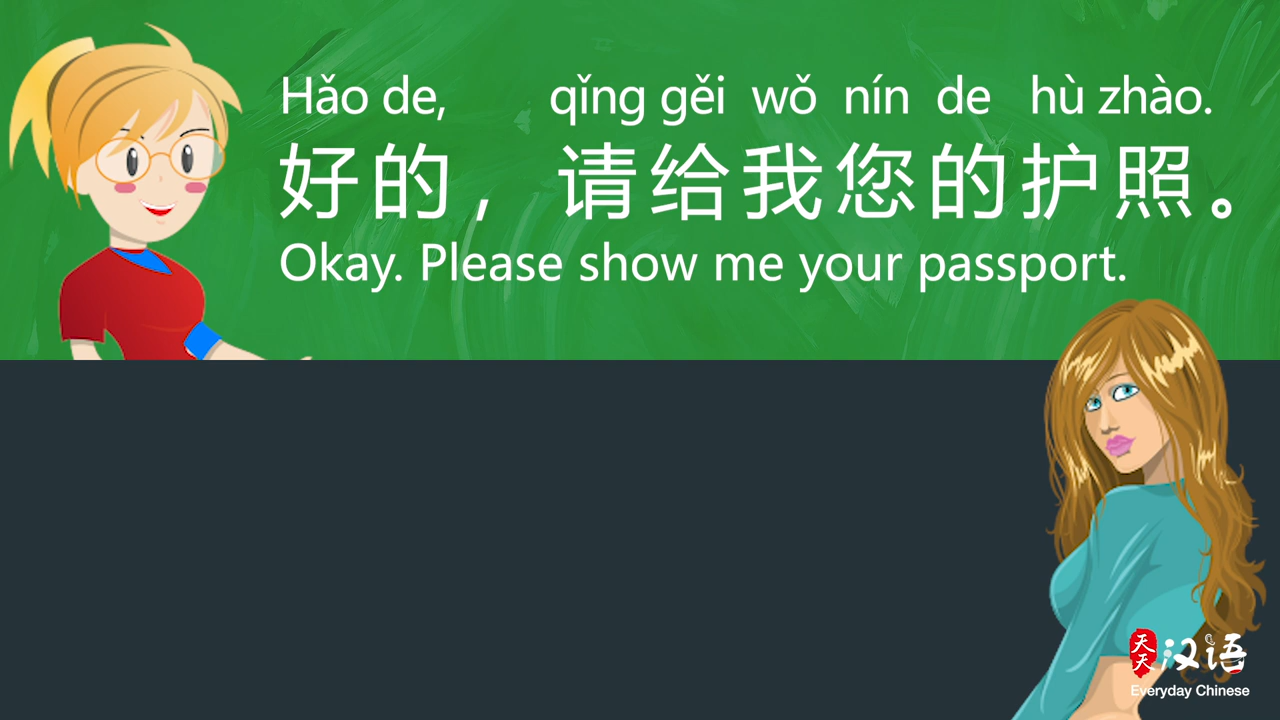 Hǎo de, qǐng gěi wǒ nín de hù zhào.
好的，请给我您的护照。
Okay. Please show me your passport.
天天汉语
Everyday Chinese